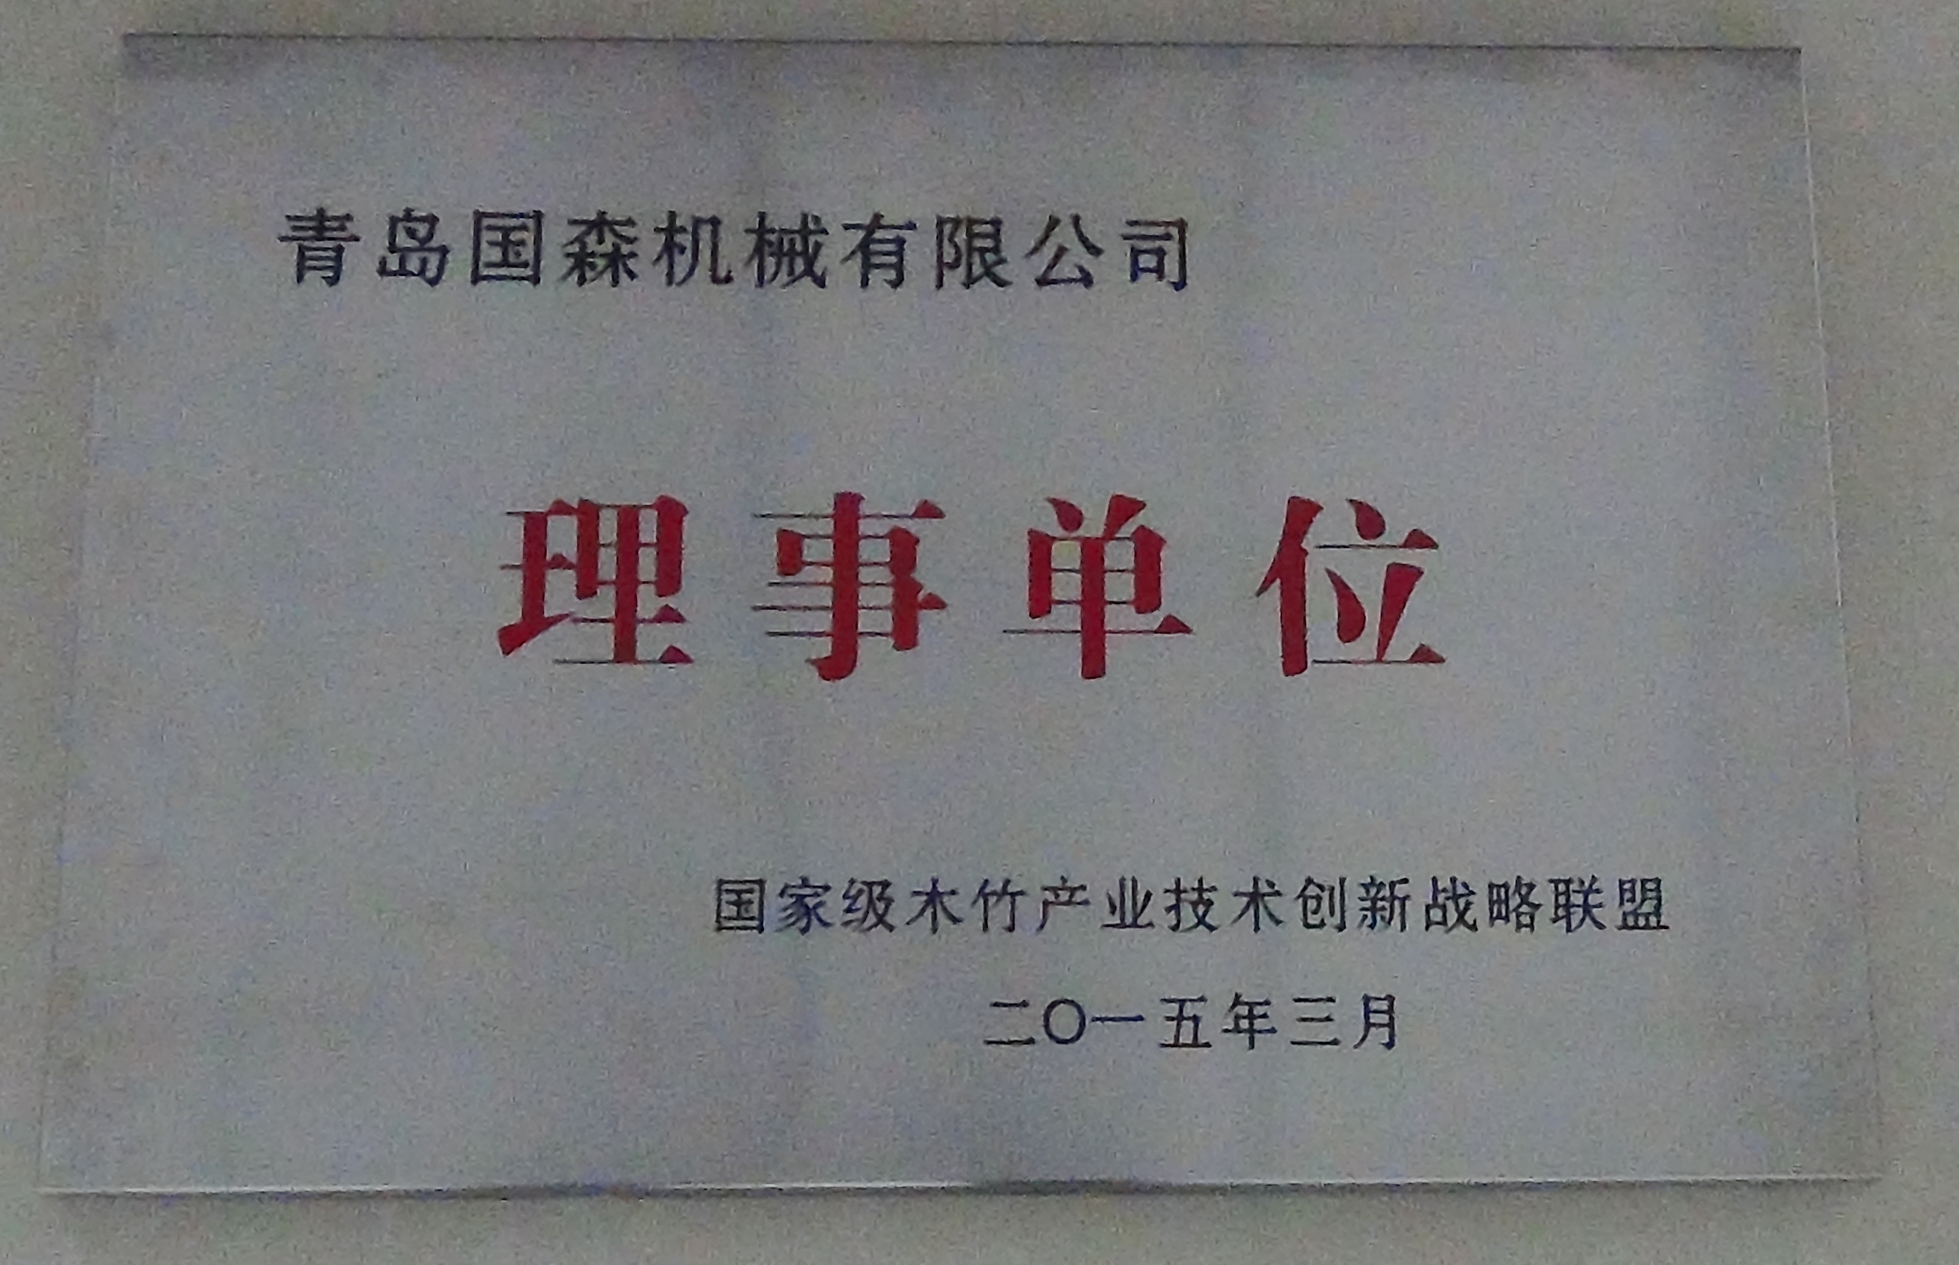 青岛国森机械有限公司
理事单位
国家级木竹产业技术创新战略联盟
二〇一五年三月